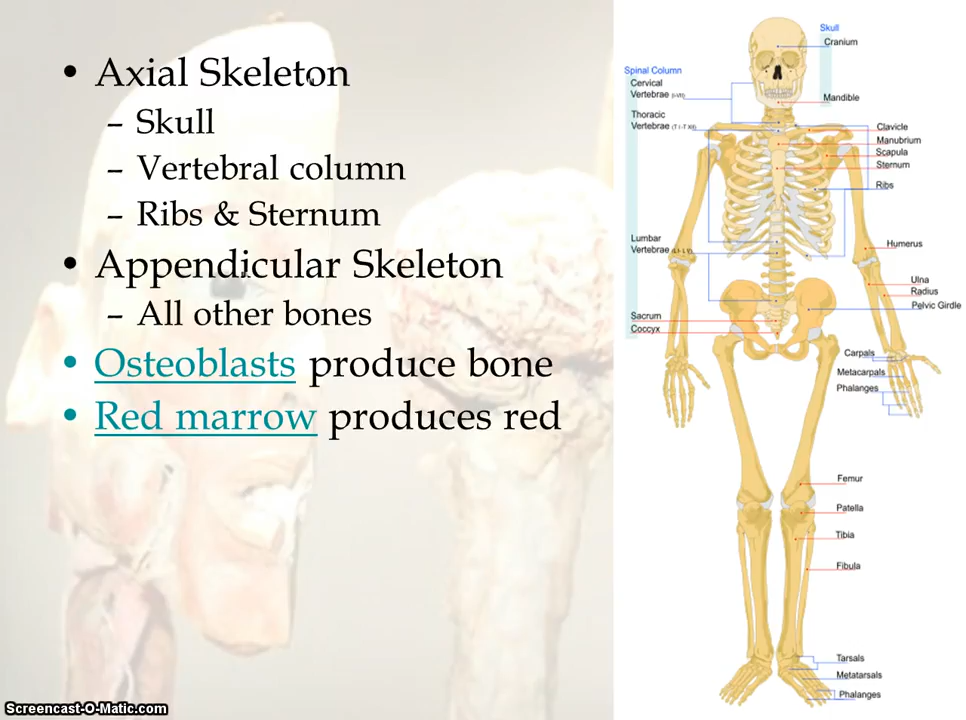 • Axial Skeleton
– Skull
– Vertebral column
– Ribs & Sternum
• Appendicular Skeleton
– All other bones
• Osteoblasts produce bone
• Red marrow produces red
Skull
Cranium
Mandible
Spinal Column
Cervical
Vertebrae (I-VII)
Thoracic
Vertebrae (T I-T XII)
Lumbar
Vertebrae (L I- L V)
Sacrum
Coccyx
Clavicle
Manubrium
Scapula
Sternum
Ribs
Humerus
Ulna
Radius
Pelvic Girdle
Carpals
Metacarpals
Phalanges
Femur
Patella
Tibia
Fibula
Tarsals
Metatarsals
Phalanges
Screencast-O-Matic.com